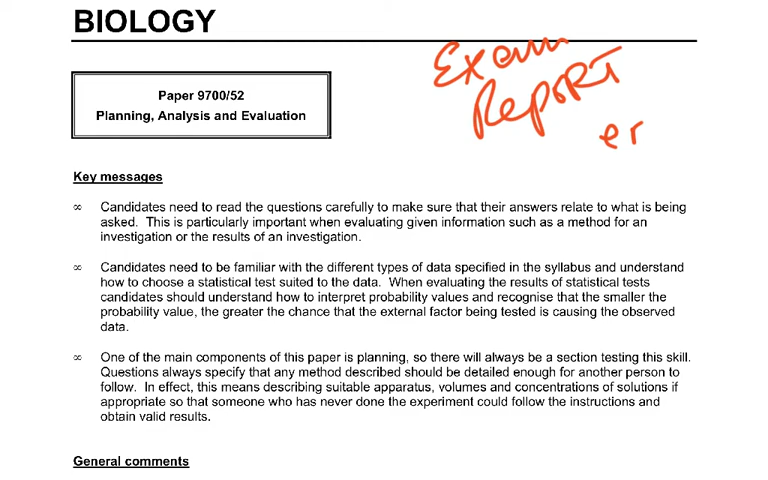 BIOLOGY
Exam
Report
er
Paper 9700/52
Planning, Analysis and Evaluation
Key messages
∞ Candidates need to read the questions carefully to make sure that their answers relate to what is being
asked. This is particularly important when evaluating given information such as a method for an
investigation or the results of an investigation.
∞ Candidates need to be familiar with the different types of data specified in the syllabus and understand
how to choose a statistical test suited to the data. When evaluating the results of statistical tests
candidates should understand how to interpret probability values and recognise that the smaller the
probability value, the greater the chance that the external factor being tested is causing the observed
data.
∞ One of the main components of this paper is planning, so there will always be a section testing this skill.
Questions always specify that any method described should be detailed enough for another person to
follow. In effect, this means describing suitable apparatus, volumes and concentrations of solutions if
appropriate so that someone who has never done the experiment could follow the instructions and
obtain valid results.
General comments